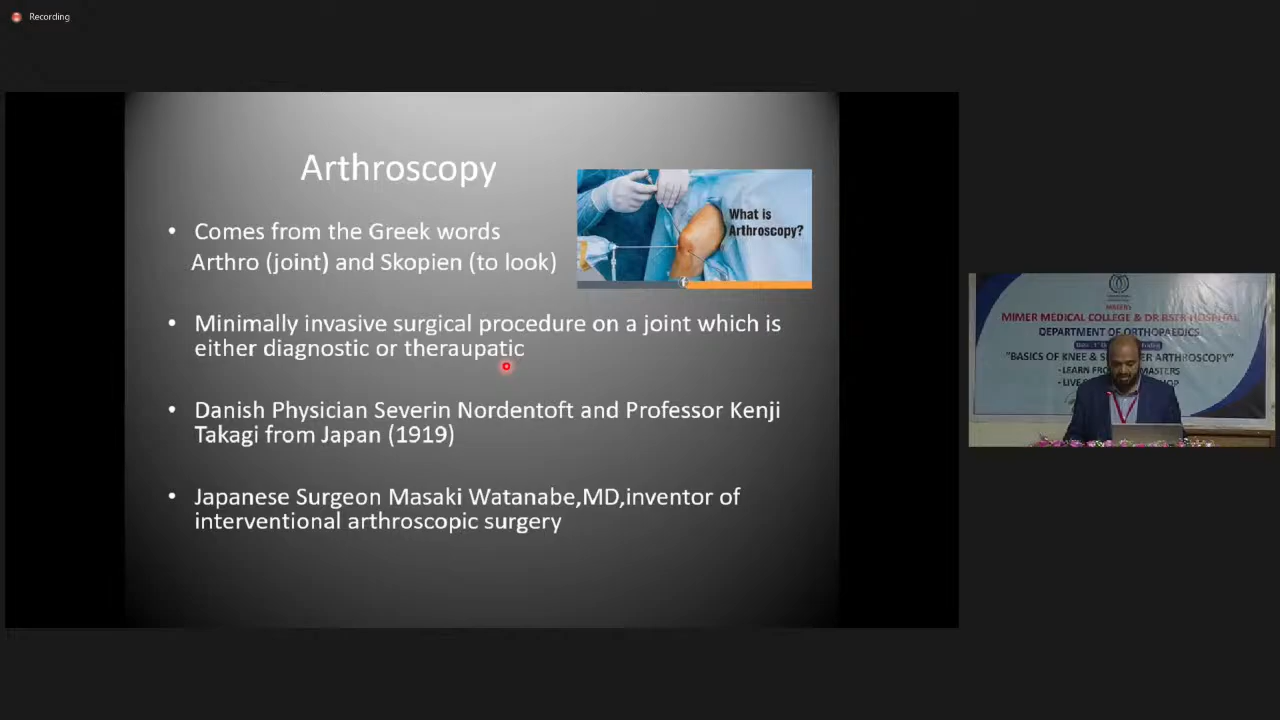 Recording
Arthroscopy
• Comes from the Greek words
Arthro (joint) and Skopien (to look)
What is
Arthroscopy?
• Minimally invasive surgical procedure on a joint which is
either diagnostic or theraupatic
• Danish Physician Severin Nordentoft and Professor Kenji
Takagi from Japan (1919)
• Japanese Surgeon Masaki Watanabe,MD,inventor of
interventional arthroscopic surgery
MIMER MEDICAL COLLEGE & DR BSTR HOSPITAL
DEPARTMENT OF ORTHOPAEDICS
"BASICS OF KNEE & ARTHROSCOPY"
- LEARN MASTERS
- LIVE